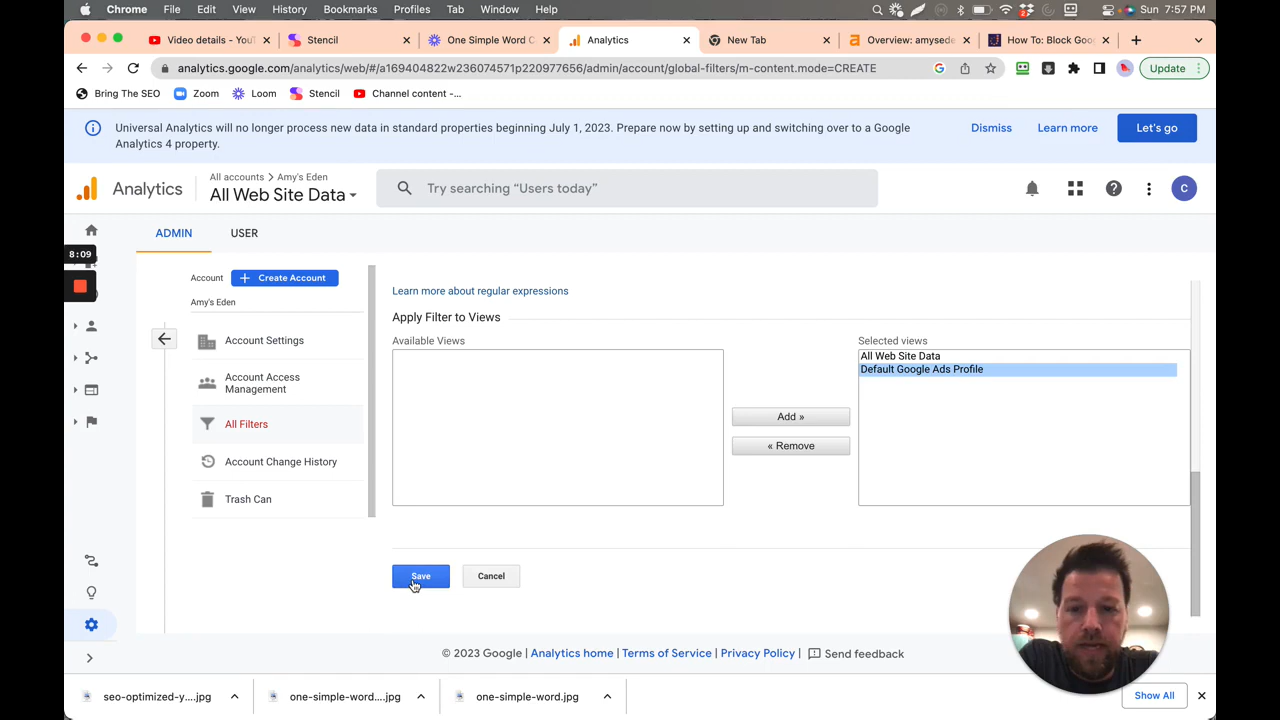 Chrome File Edit View History Bookmarks Profiles Tab Window Help Sun 7:57 PM
Video details - You Stencil One Simple Word C Analytics New Tab Overview: amysede How To: Block Goo
analytics.google.com/analytics/web/#/a169404822w236074571p220977656/admin/account/global-filters/m-content.mode=CREATE Update
Bring The SEO Zoom Loom Stencil Channel content -...
Universal Analytics will no longer process new data in standard properties beginning July 1, 2023. Prepare now by setting up and switching over to a Google
Analytics 4 property.
Dismiss Learn more Let's go
All accounts > Amy's Eden
Analytics All Web Site Data Try searching “Users today” C
ADMIN USER
8:09
Account + Create Account
Amy's Eden
Account Settings
Account Access
Management
All Filters
Account Change History
Trash Can
Learn more about regular expressions
Apply Filter to Views
Available Views Selected views
All Web Site Data
Default Google Ads Profile
Add »
« Remove
Save Cancel
© 2023 Google | Analytics home | Terms of Service | Privacy Policy | Send feedback
seo-optimized-y....jpg one-simple-word....jpg one-simple-word.jpg Show All